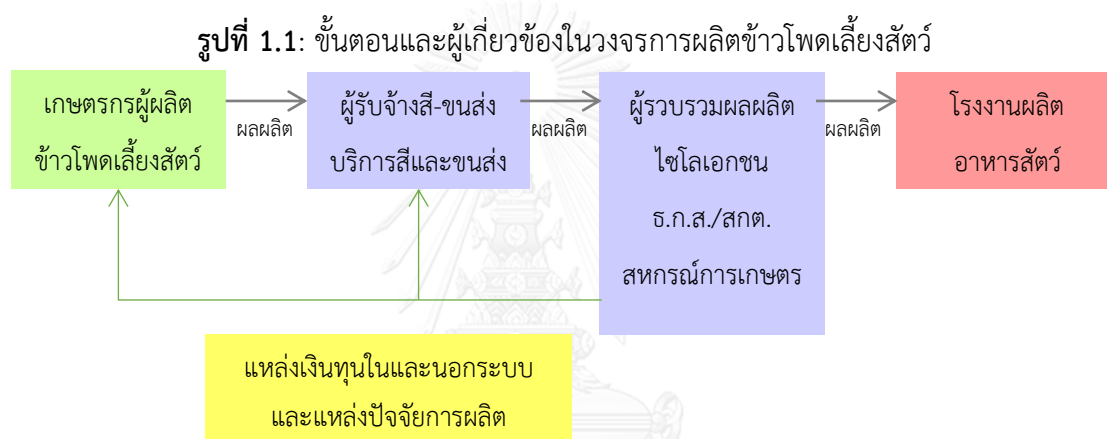 รูปที่ 1.1: ขั้นตอนและผู้เกี่ยวข้องในวงจรการผลิตข้าวโพดเลี้ยงสัตว์
เกษตรกรผู้ผลิต
ข้าวโพดเลี้ยงสัตว์
ผลผลิต
ผู้รับจ้างสี-ขนส่ง
บริการสีและขนส่ง
ผลผลิต
ผู้รวบรวมผลผลิต
ไซโลเอกชน
ธ.ก.ส./สกต.
สหกรณ์การเกษตร
ผลผลิต
โรงงานผลิต
อาหารสัตว์
แหล่งเงินทุนในและนอกระบบ
และแหล่งปัจจัยการผลิต